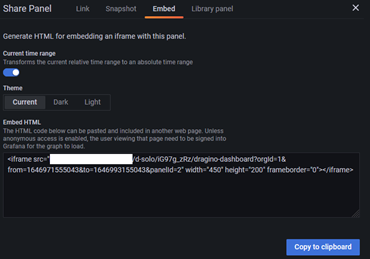 Share Panel Link Snapshot Embed Library panel
Generate HTML for embedding an iframe with this panel.
Current time range
Transforms the current relative time range to an absolute time range
Theme
Current Dark Light
Embed HTML
The HTML code below can be pasted and included in another web page. Unless
anonymous access is enabled, the user viewing that page need to be signed into
Grafana for the graph to load.
<iframe src="/d-solo/iG97g_zRz/dragino-dashboard?orgId=1&
from=1646971555043&to=1646993155043&panelId=2" width="450" height="200" frameborder="0"></iframe>
Copy to clipboard